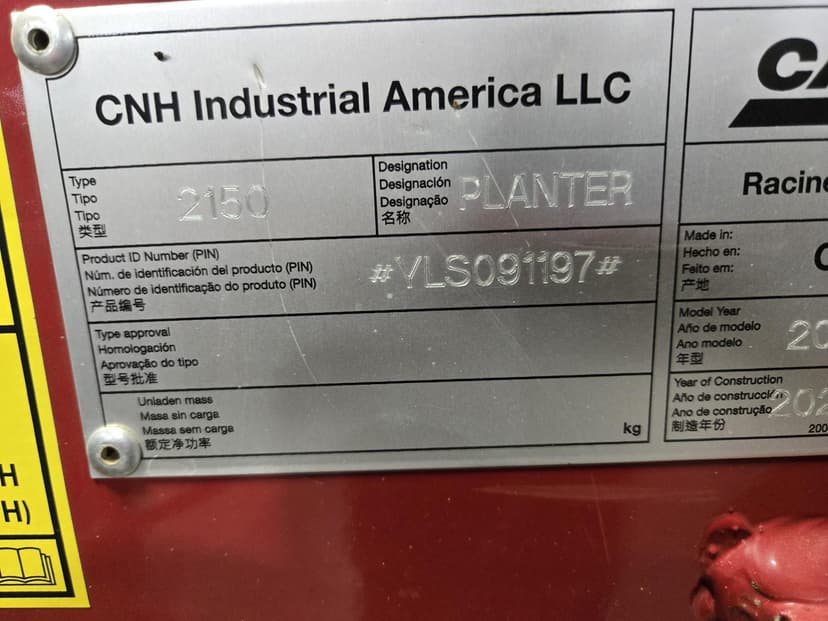 CNH Industrial America LLC
Type
Tipo
Tipo
类型
2150
Designation
Designación
Designação
名称
PLANTER
Product ID Number (PIN)
Núm. de identificación del producto (PIN)
Número de identificação do produto (PIN)
产品编号
#YLS091197#
Type approval
Homologación
Aprovação do tipo
型号批准
Unladen mass
Masa sin carga
Massa sem carga
额定净功率
kg
CA
Racine
Made in:
Hecho en:
Feito em:
产地
Model Year
Año de modelo
Ano modelo
年型
20
Year of Construction
Año de construcción
Ano de construção
制造年份
202
200
H
H)